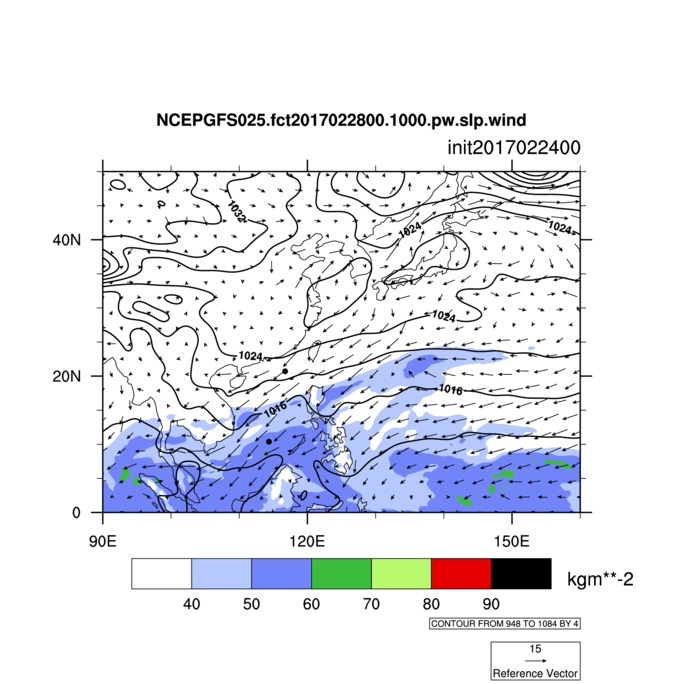 NCEPGFS025.fct2017022800.1000.pw.slp.wind
init2017022400
1032
1024
1024
40N
1024
1024
20N
1016
1016
0
0
90E 120E 150E
kgm**-2
40 50 60 70 80 90
CONTOUR FROM 948 TO 1084 BY 4
15
Reference Vector